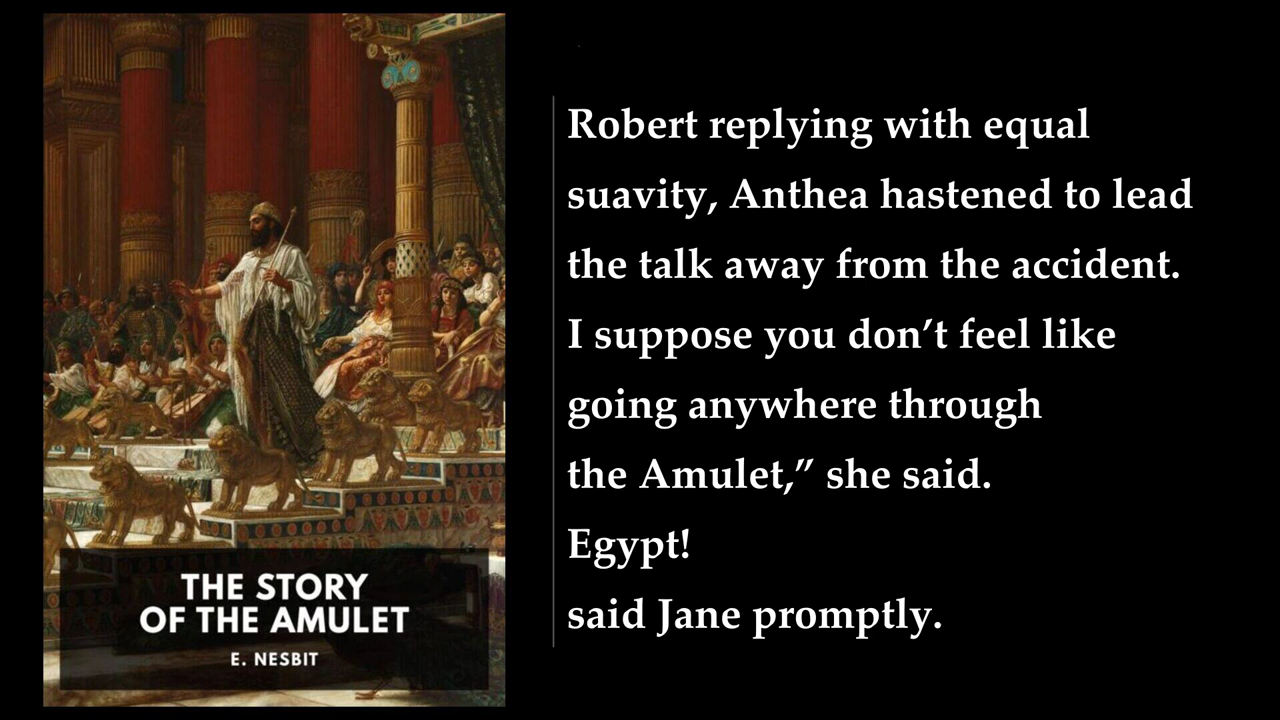 THE STORY
OF THE AMULET
E. NESBIT
Robert replying with equal
suavity, Anthea hastened to lead
the talk away from the accident.
I suppose you don’t feel like
going anywhere through
the Amulet,” she said.
Egypt!
said Jane promptly.